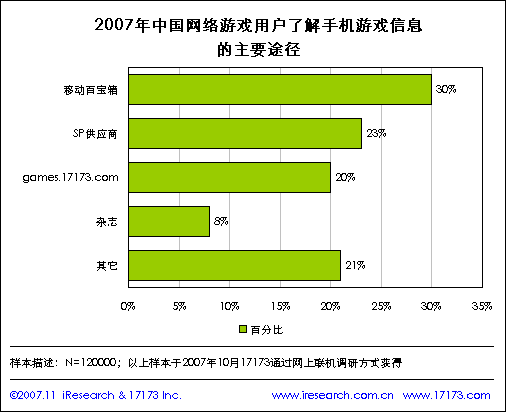 2007年中国网络游戏用户了解手机游戏信息
的主要途径
移动百宝箱
30%
SP供应商
23%
games.17173.com
20%
杂志
8%
其它
21%
0% 5% 10% 15% 20% 25% 30% 35%
百分比
样本描述：N=120000；以上样本于2007年10月17173通过网上联机调研方式获得
©2007.11 iResearch & 17173 Inc. www.iresearch.com.cn www.17173.com